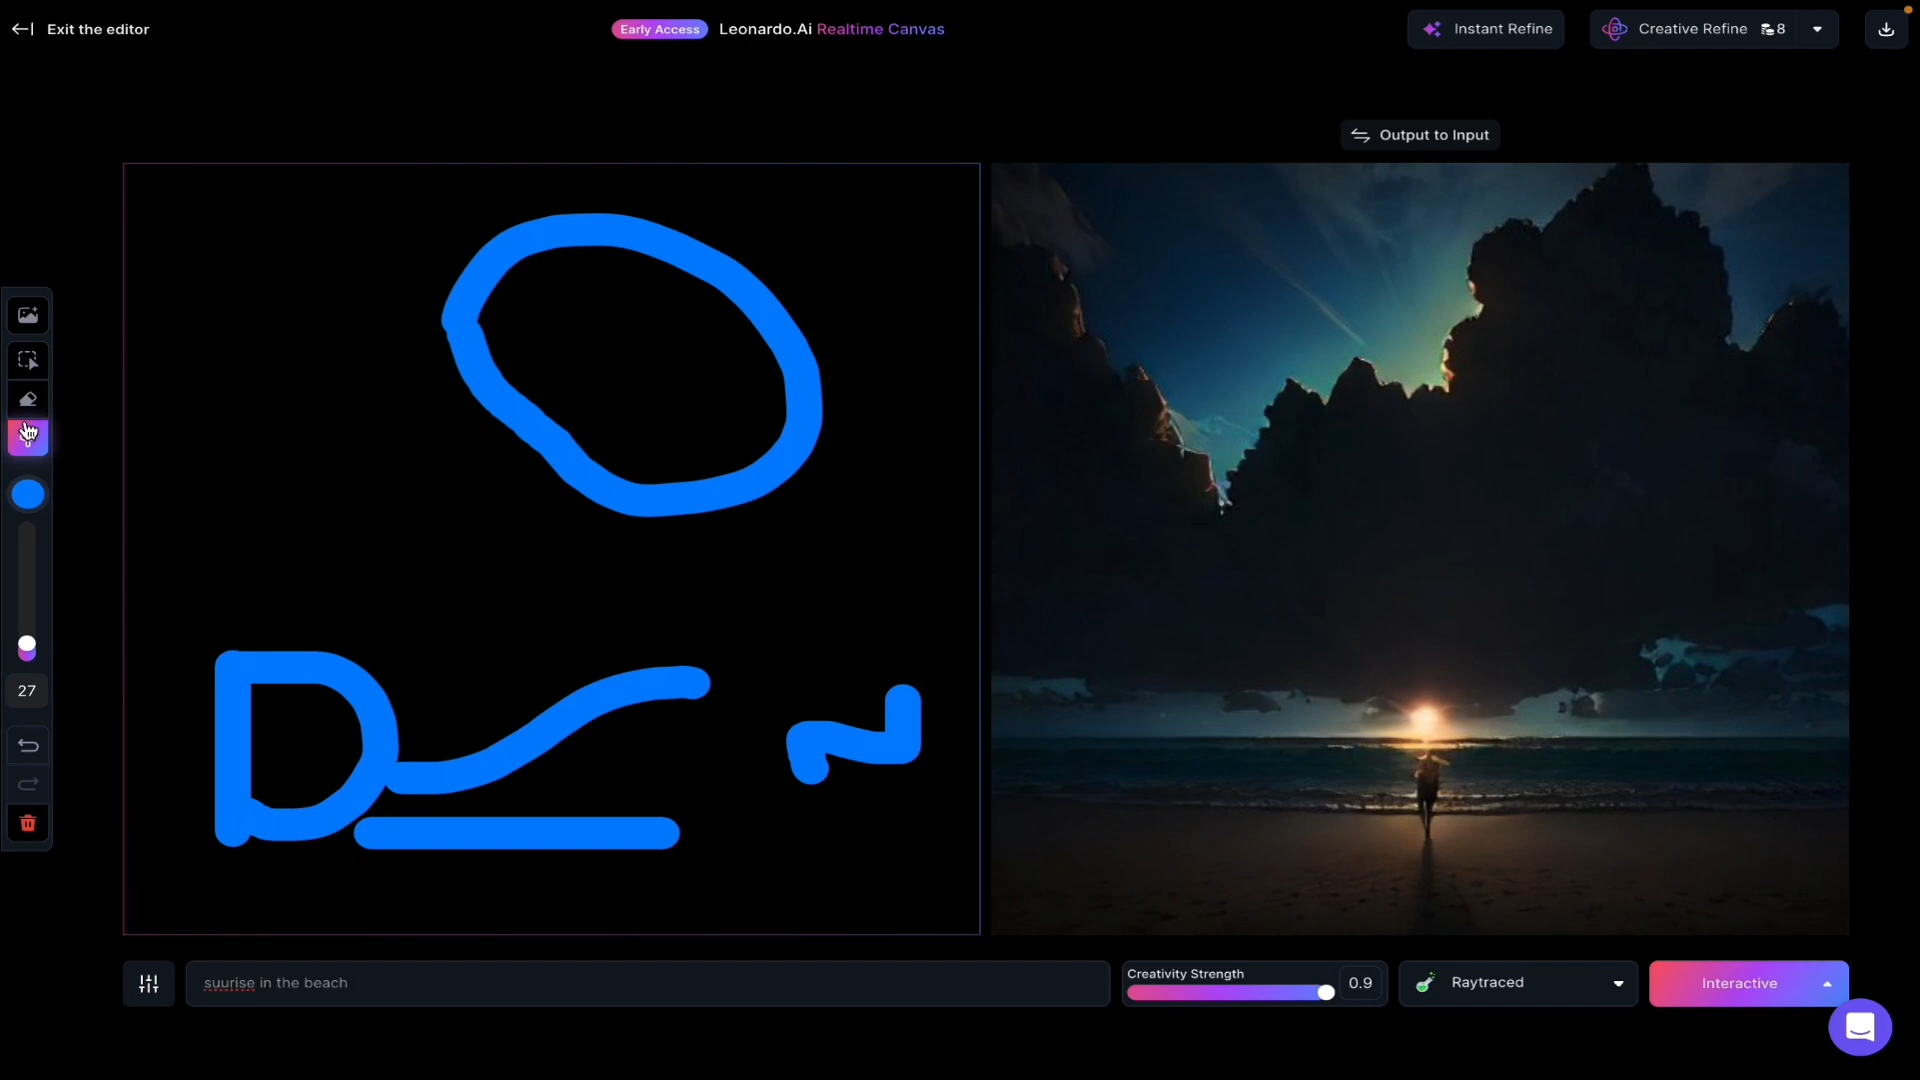 Exit the editor
Early Access Leonardo.Ai Realtime Canvas
Instant Refine
Creative Refine 8
Output to Input
27
suurise in the beach
Creativity Strength
0.9
Raytraced
Interactive